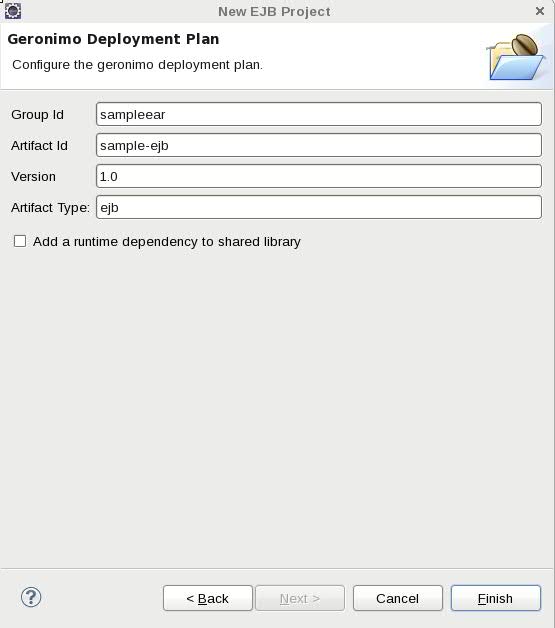 New EJB Project
Geronimo Deployment Plan
Configure the geronimo deployment plan.
Group Id sampleear
Artifact Id sample-ejb
Version 1.0
Artifact Type: ejb
Add a runtime dependency to shared library
? < Back Next > Cancel Finish